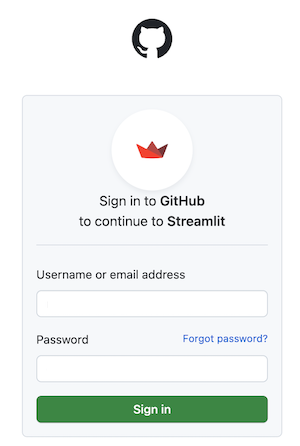 Sign in to GitHub
to continue to Streamlit
Username or email address
Password Forgot password?
Sign in